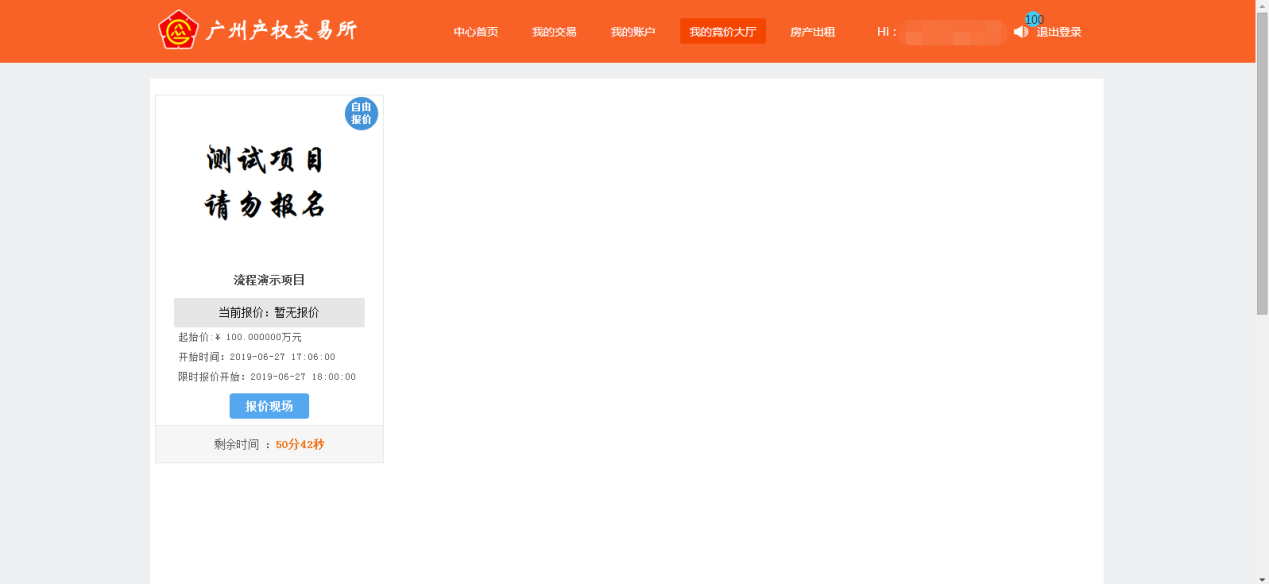 广州产权交易所
中心首页 我的交易 我的账户 我的竞价大厅 房产出租 Hi： 100 退出登录
自由
报价
测试项目
请勿报名
流程演示项目
当前报价：暂无报价
起始价:¥ 100.000000万元
开始时间：2019-06-27 17:06:00
限时报价开始：2019-06-27 18:00:00
报价现场
剩余时间 ：50分42秒